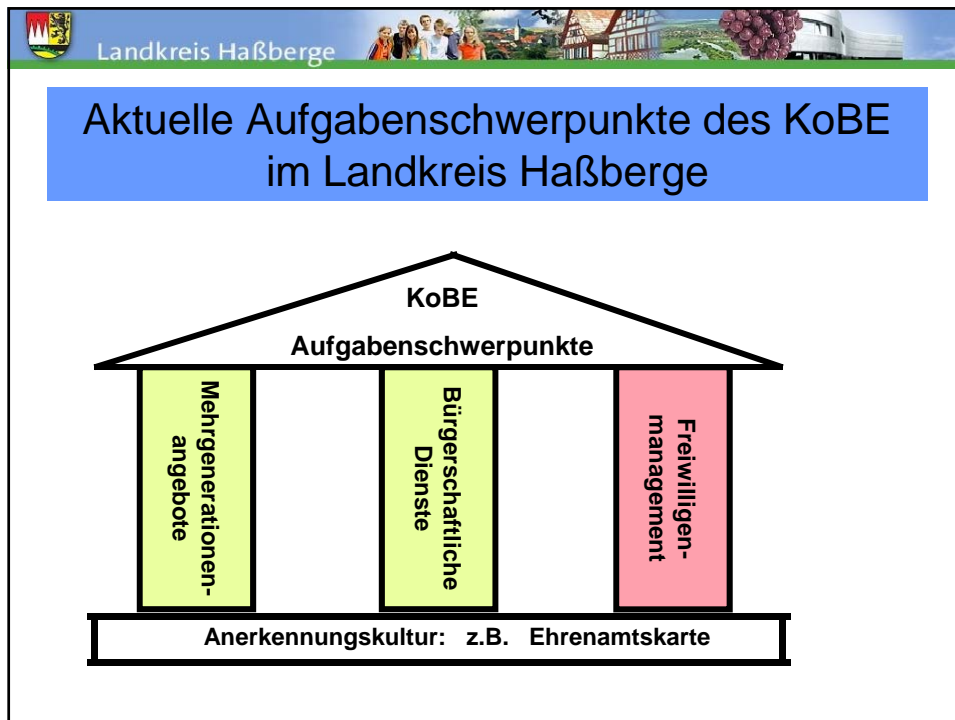 Landkreis Haßberge
Aktuelle Aufgabenschwerpunkte des KoBE
im Landkreis Haßberge
KoBE
Aufgabenschwerpunkte
Mehrgenerationen-
angebote
Bürgerschaftliche
Dienste
Freiwilligen-
management
Anerkennungskultur: z.B. Ehrenamtskarte